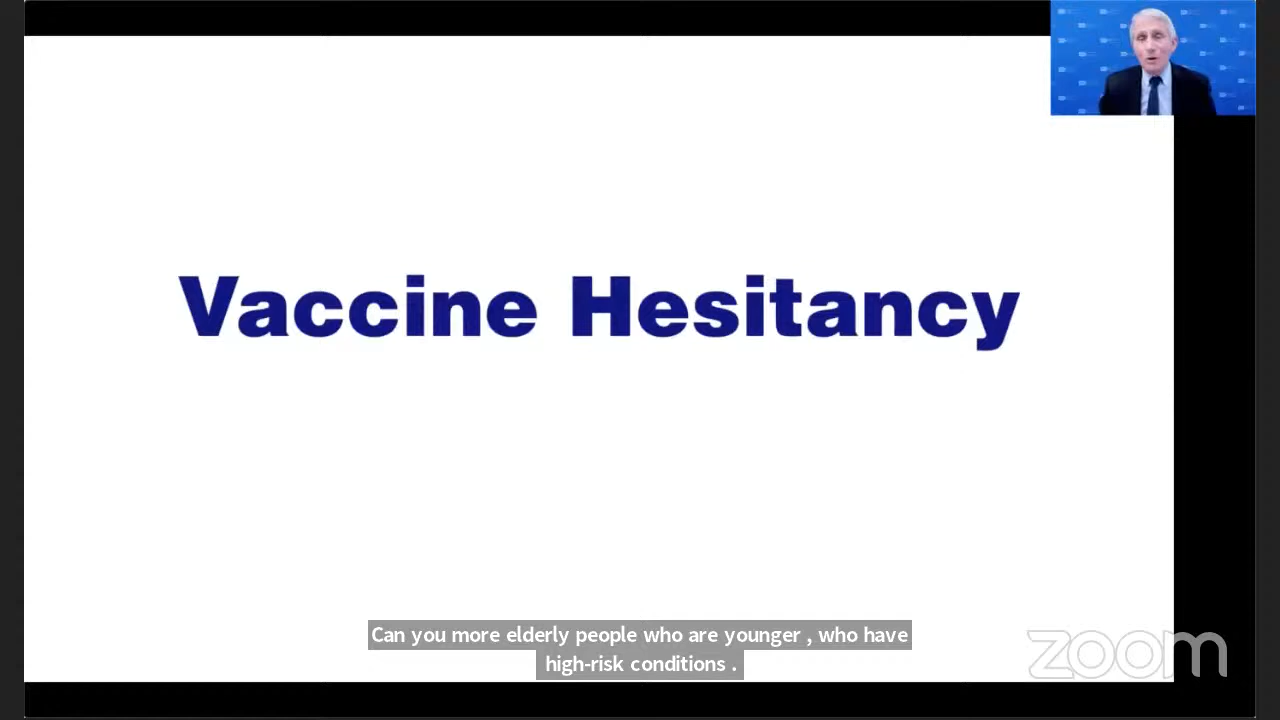 Vaccine Hesitancy
Can you more elderly people who are younger , who have
high-risk conditions .
zoom